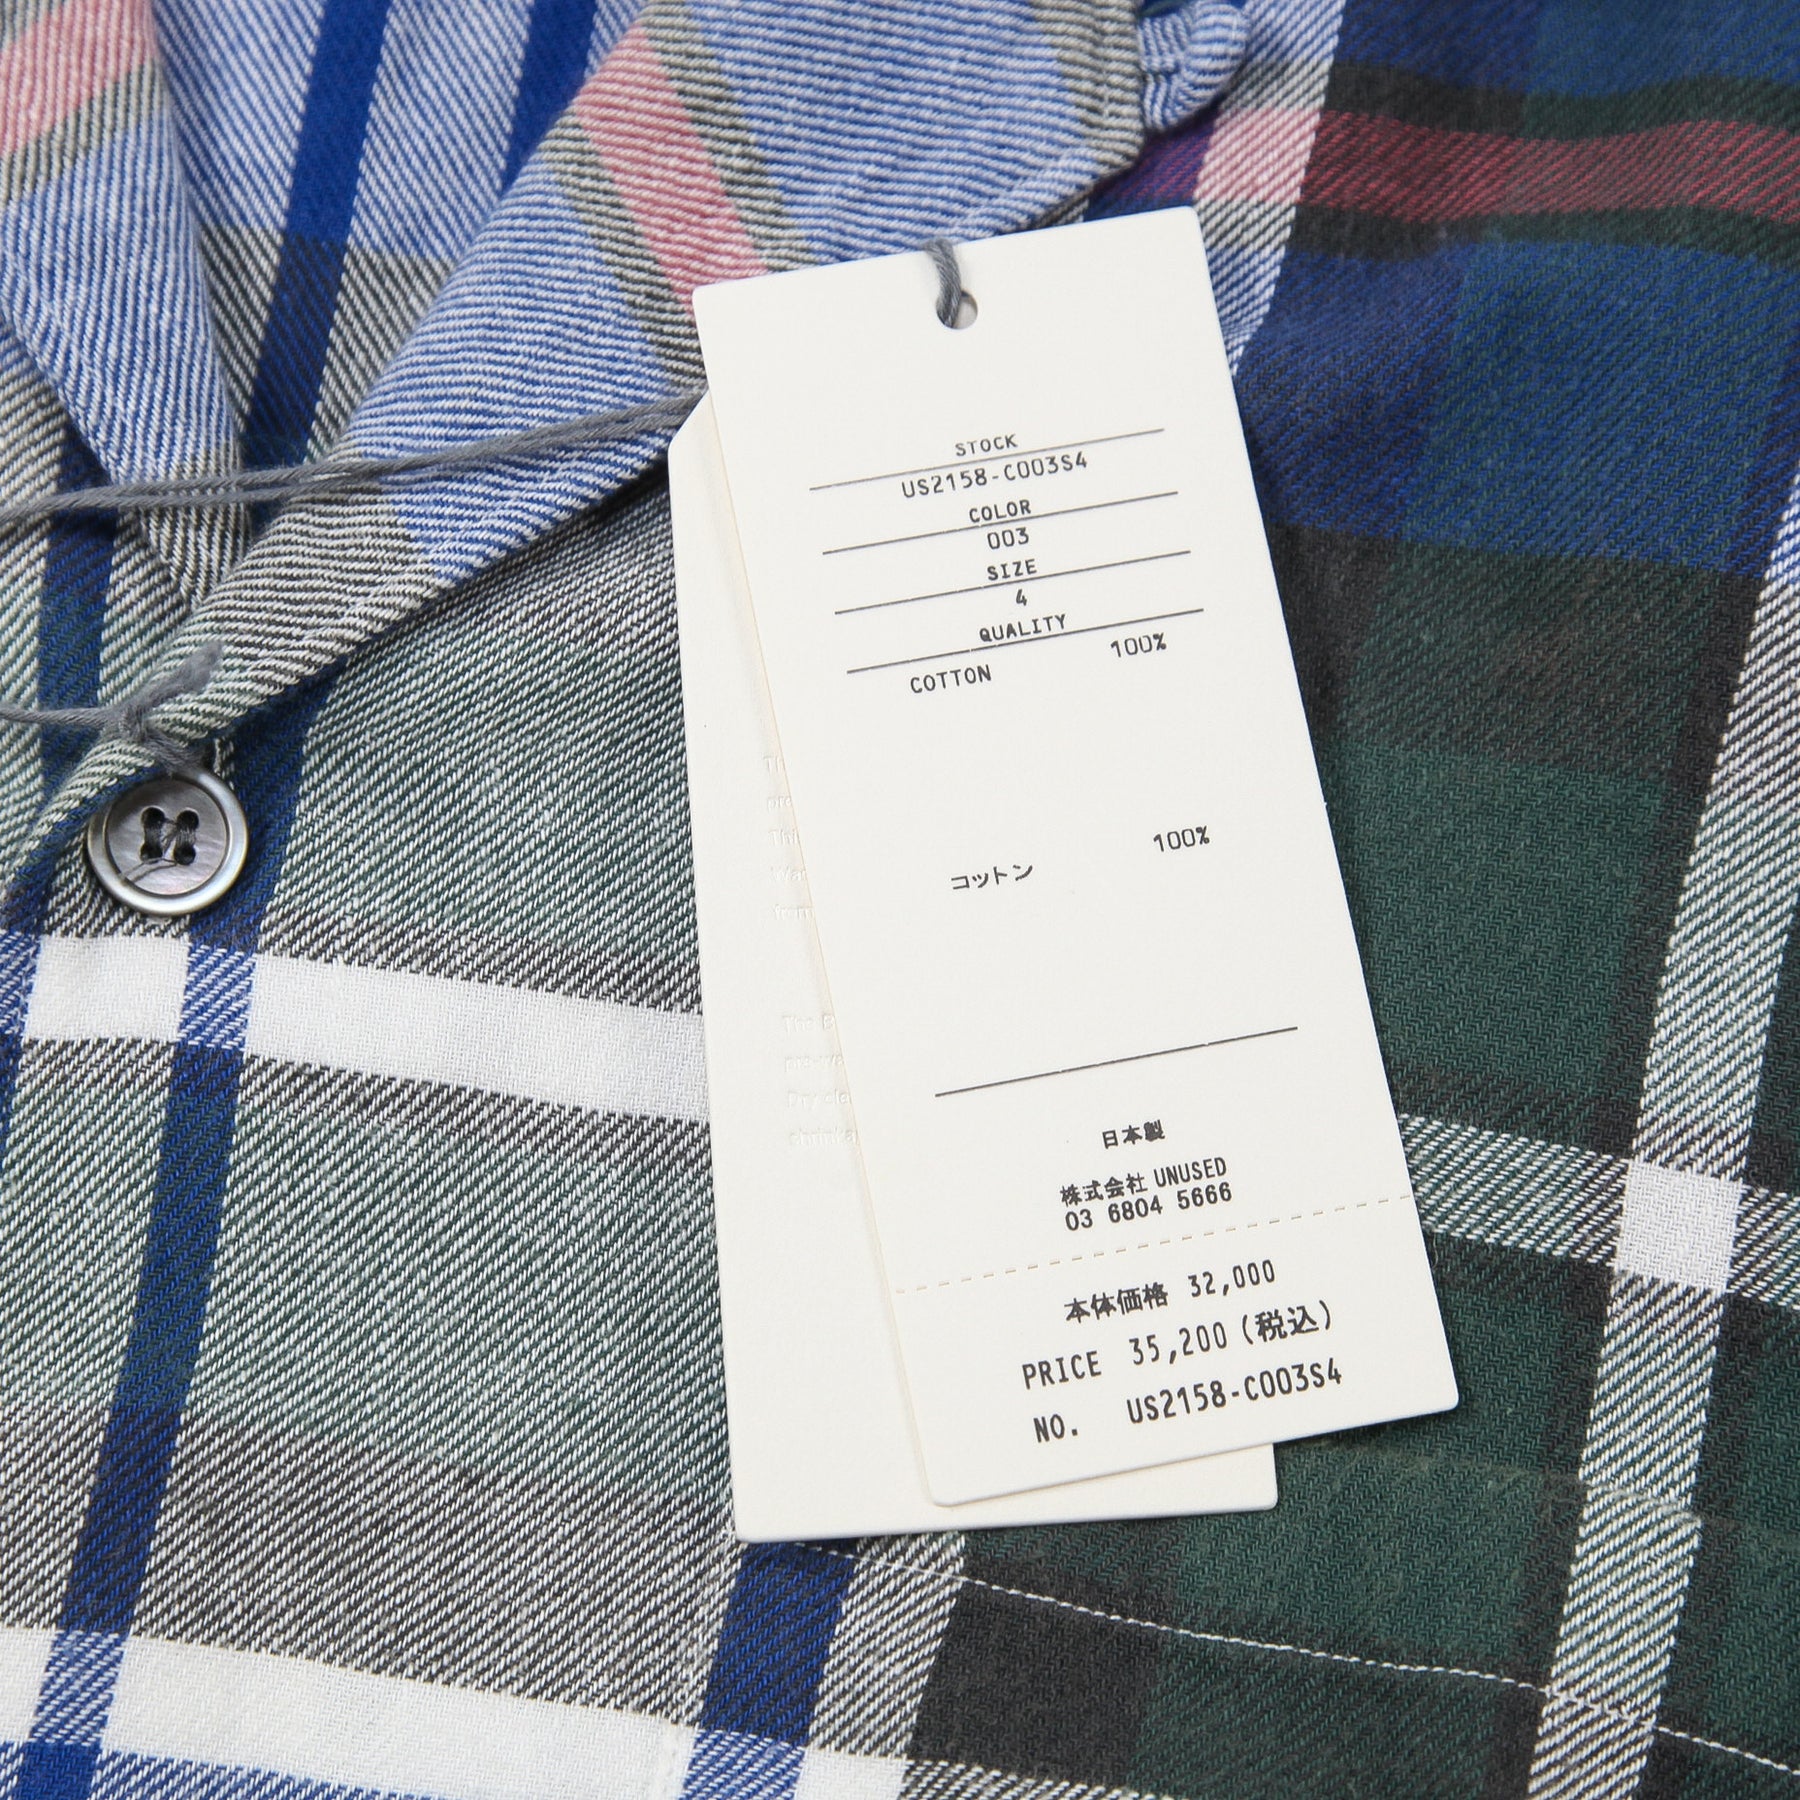 STOCK
US2158-C003S4
COLOR
003
SIZE
4
QUALITY
COTTON 100%
コットン 100%
日本製
株式会社 UNUSED
03 6804 5666
本体価格 32,000
PRICE 35,200 (税込)
NO. US2158-C003S4
The